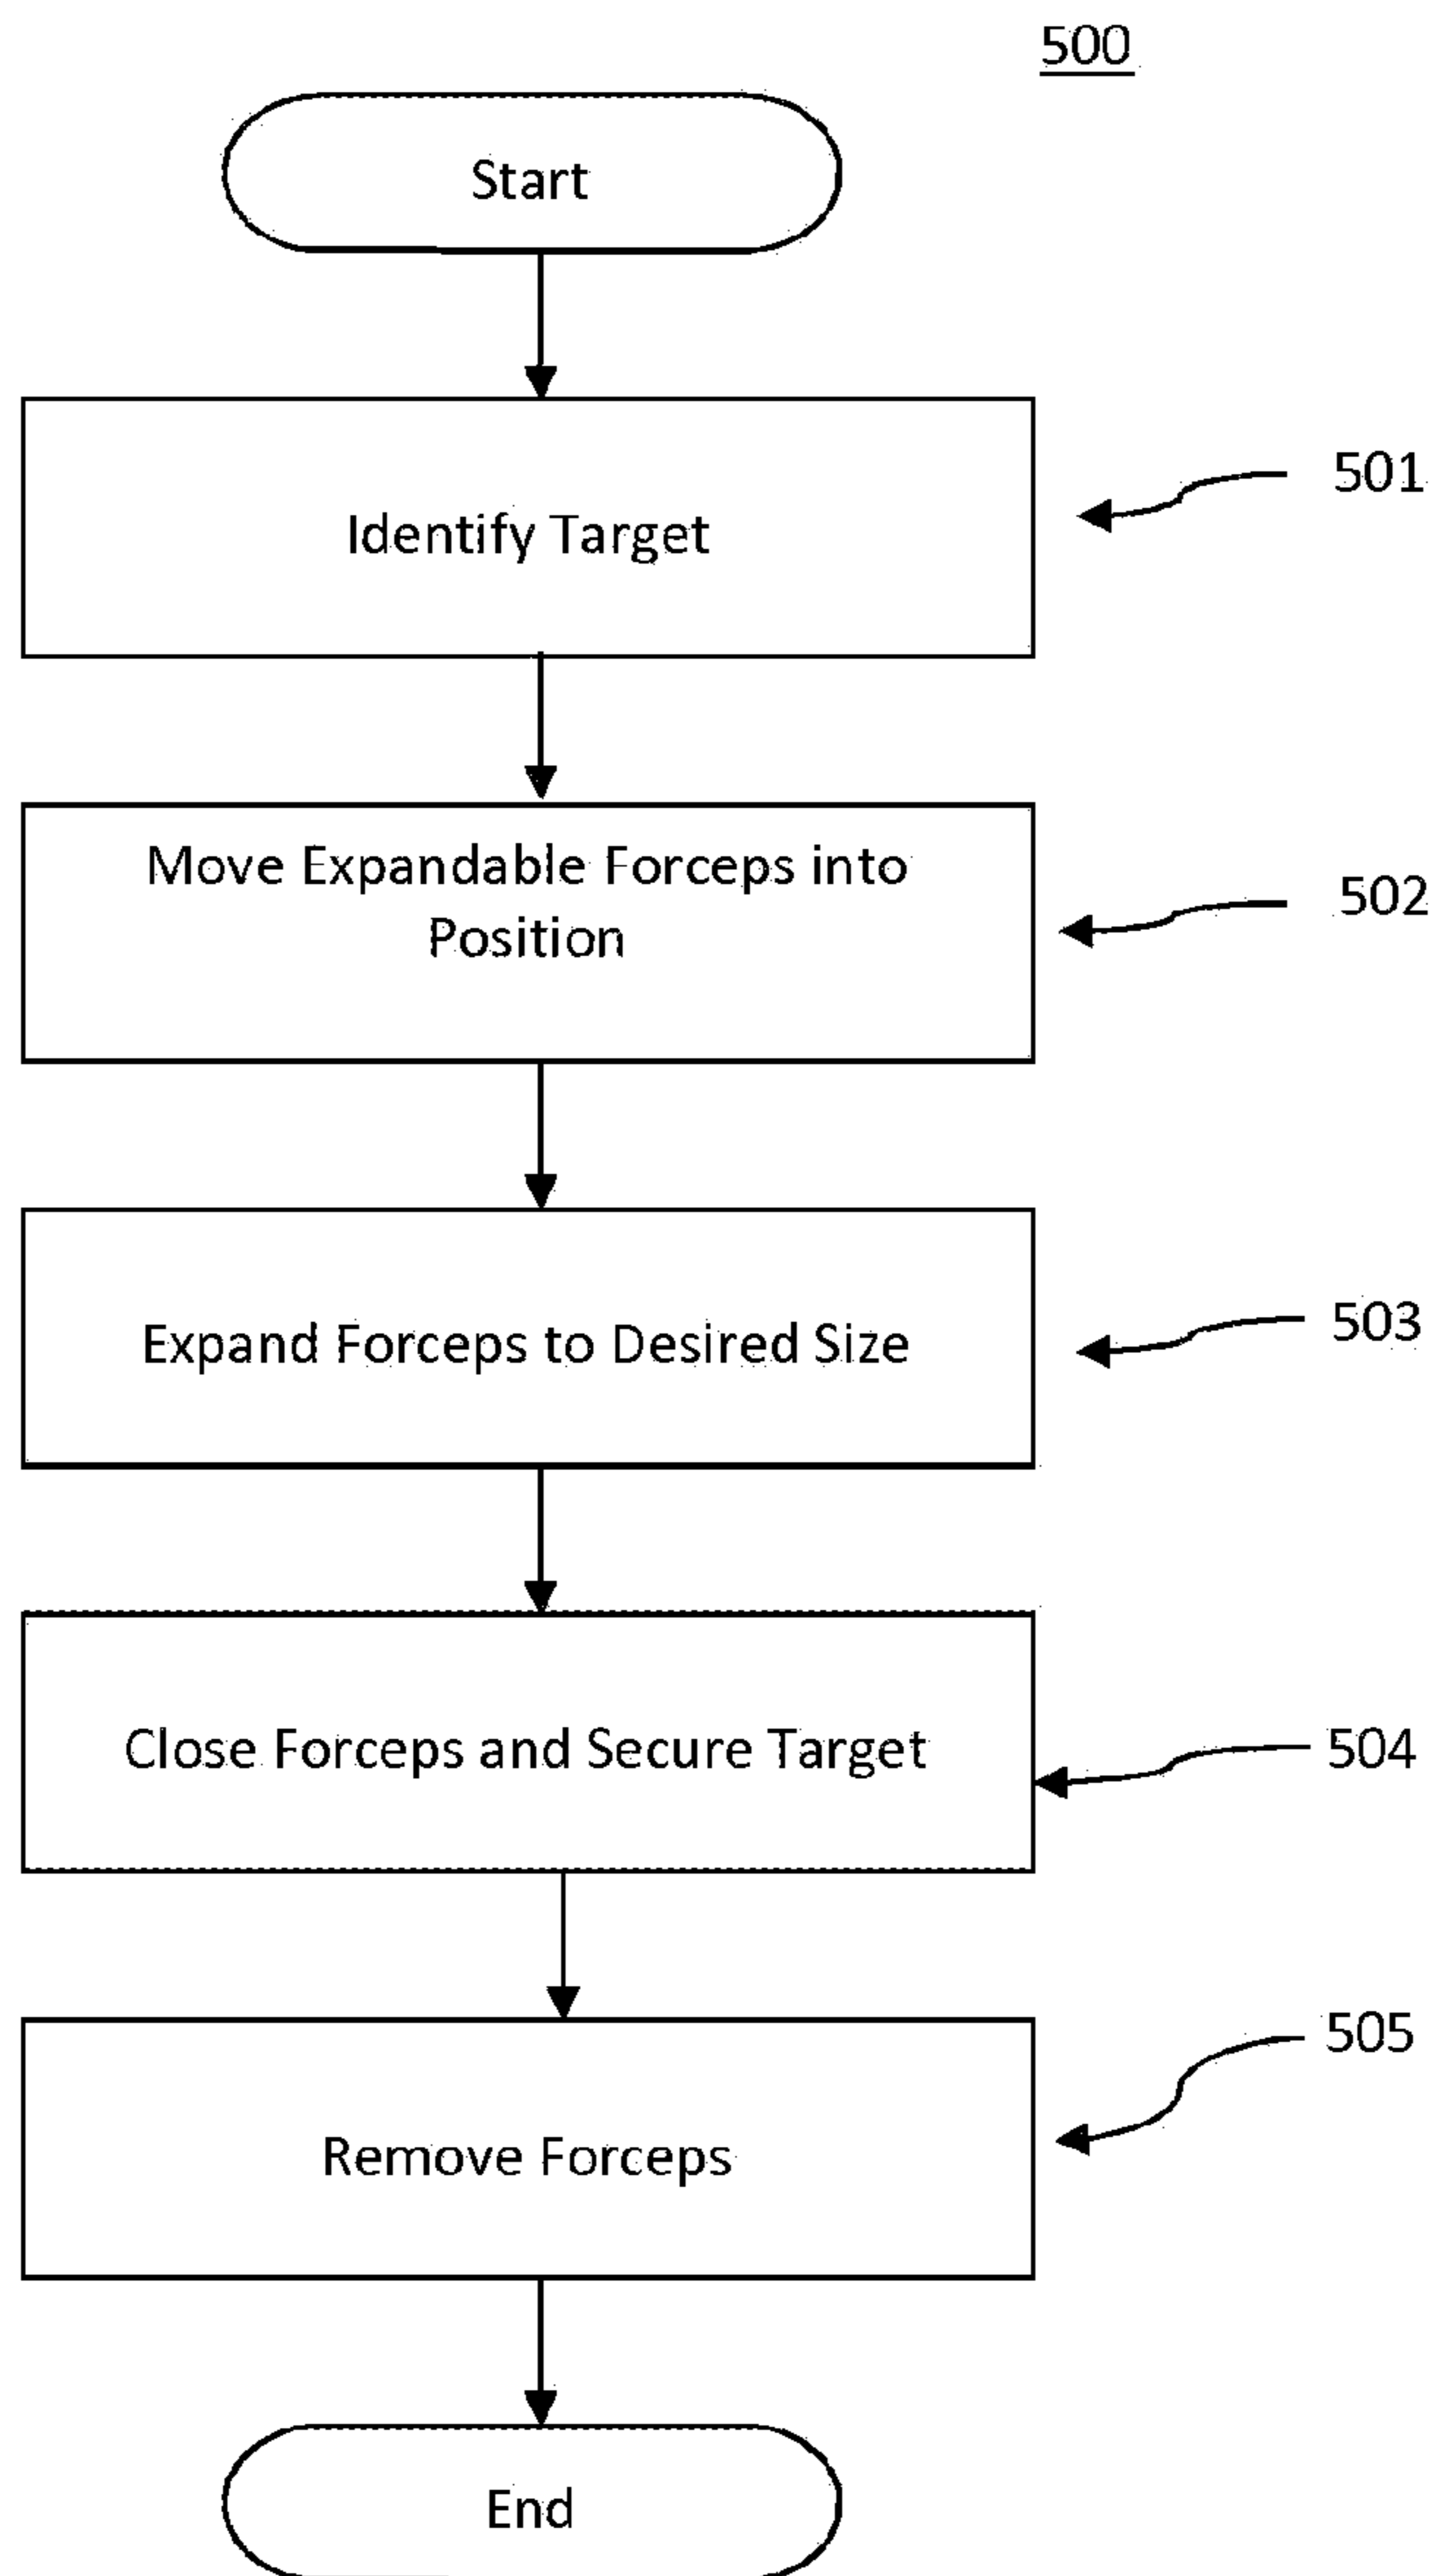 500
Start
Identify Target
501
Move Expandable Forceps into
Position
502
Expand Forceps to Desired Size
503
Close Forceps and Secure Target
504
Remove Forceps
505
End